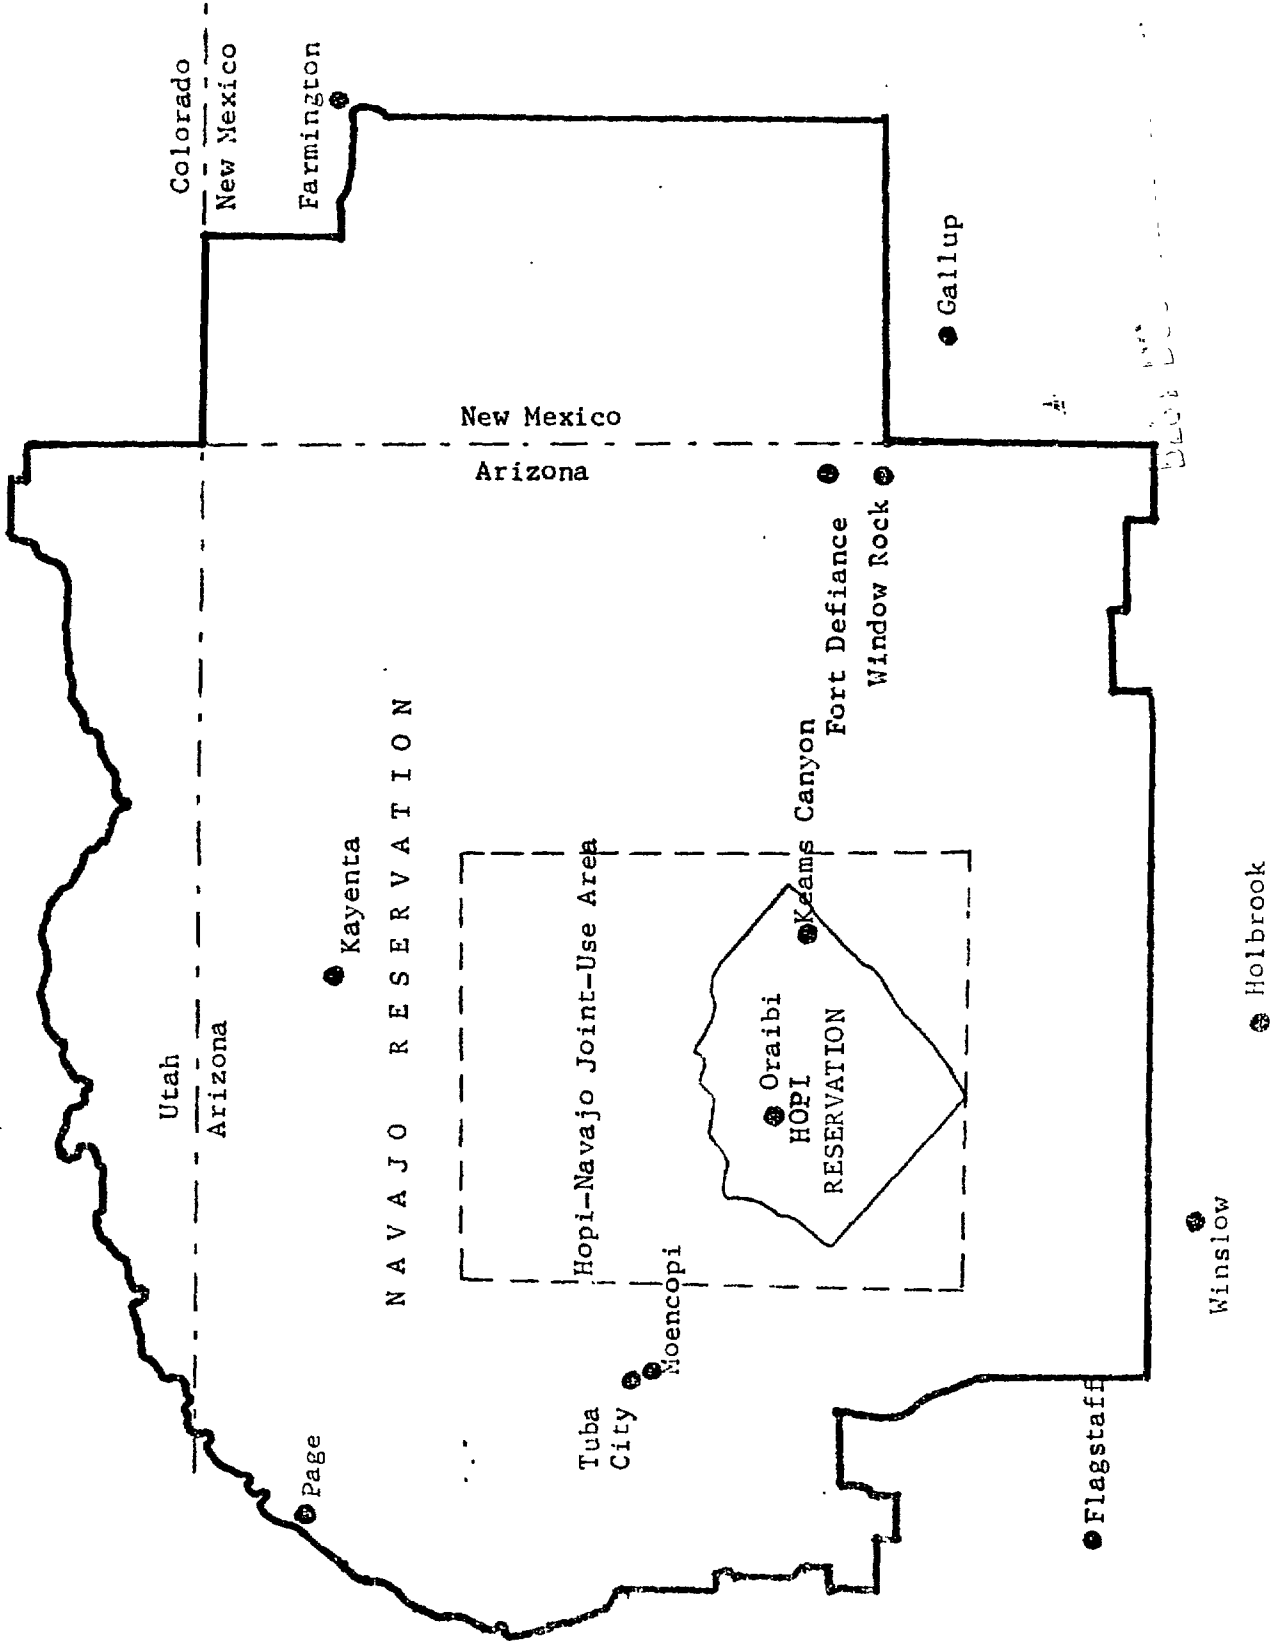 Colorado
New Mexico
Farmington
Utah
Arizona
Page
Kayenta
NAVAJO RESERVATION
New Mexico
Arizona
Hopi-Navajo Joint-Use Area
Tuba
City
Moencopi
Oraibi
HOPI
RESERVATION
Keams Canyon
Fort Defiance
Window Rock
Gallup
Flagstaff
Winslow
Holbrook